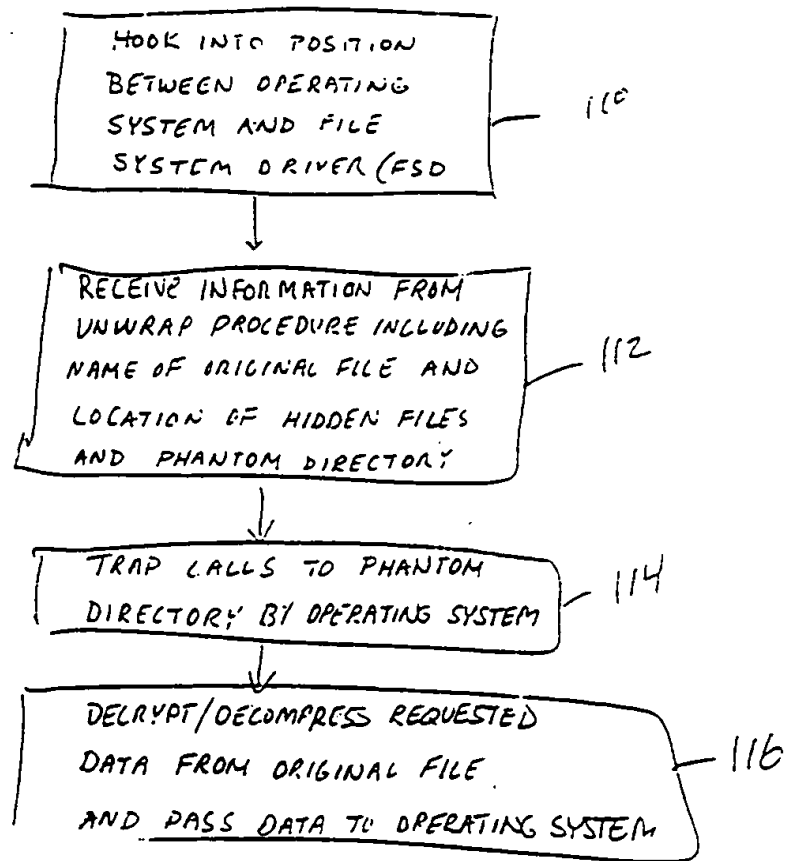 HOOK INTO POSITION
BETWEEN OPERATING
SYSTEM AND FILE
SYSTEM DRIVER (FSD
110
RECEIVE INFORMATION FROM
UNWRAP PROCEDURE INCLUDING
NAME OF ORIGINAL FILE AND
LOCATION OF HIDDEN FILES
AND PHANTOM DIRECTORY
112
TRAP CALLS TO PHANTOM
DIRECTORY BY OPERATING SYSTEM
114
DECRYPT/DECOMPRESS REQUESTED
DATA FROM ORIGINAL FILE
AND PASS DATA TO OPERATING SYSTEM
116